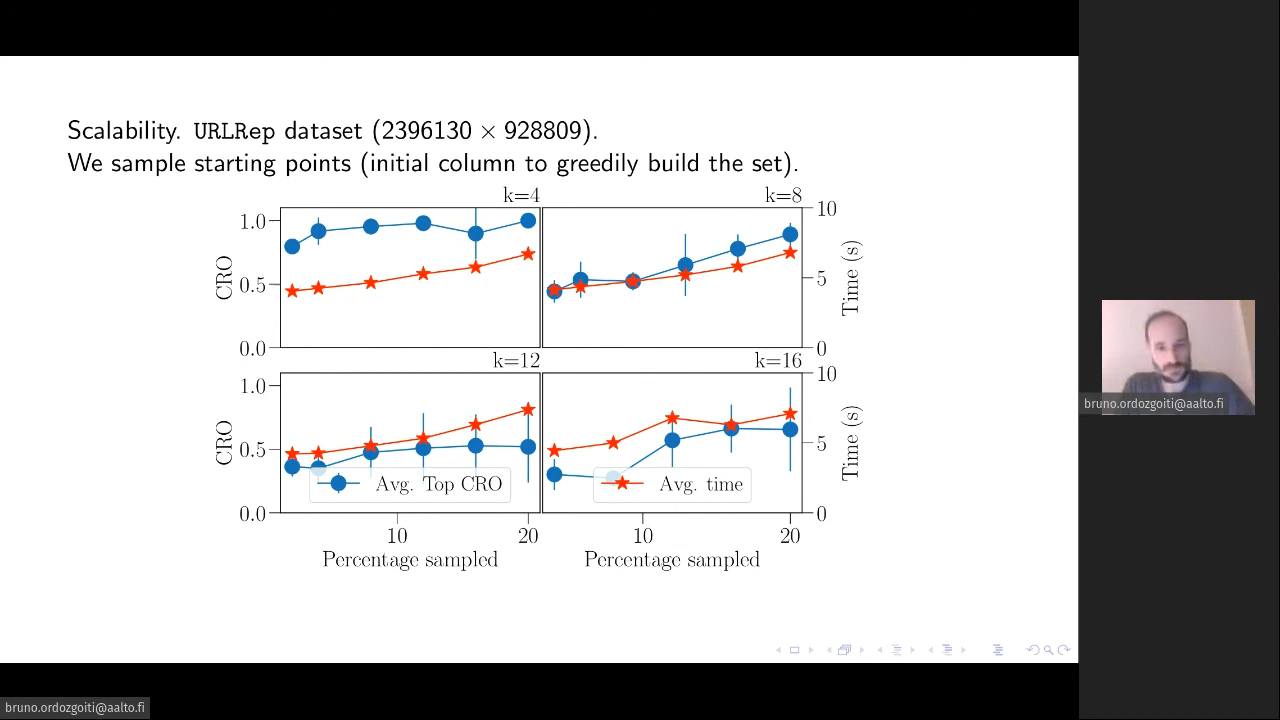 Scalability. URLRep dataset (2396130 × 928809).
We sample starting points (initial column to greedily build the set).
k=4
k=8
1.0
0.5
0.0
CRO
10
5
0
Time (s)
k=12
k=16
1.0
0.5
0.0
CRO
10
5
0
Time (s)
Avg. Top CRO
Avg. time
10
20
10
20
Percentage sampled
Percentage sampled
bruno.ordozgoiti@aalto.fi
bruno.ordozgoiti@aalto.fi